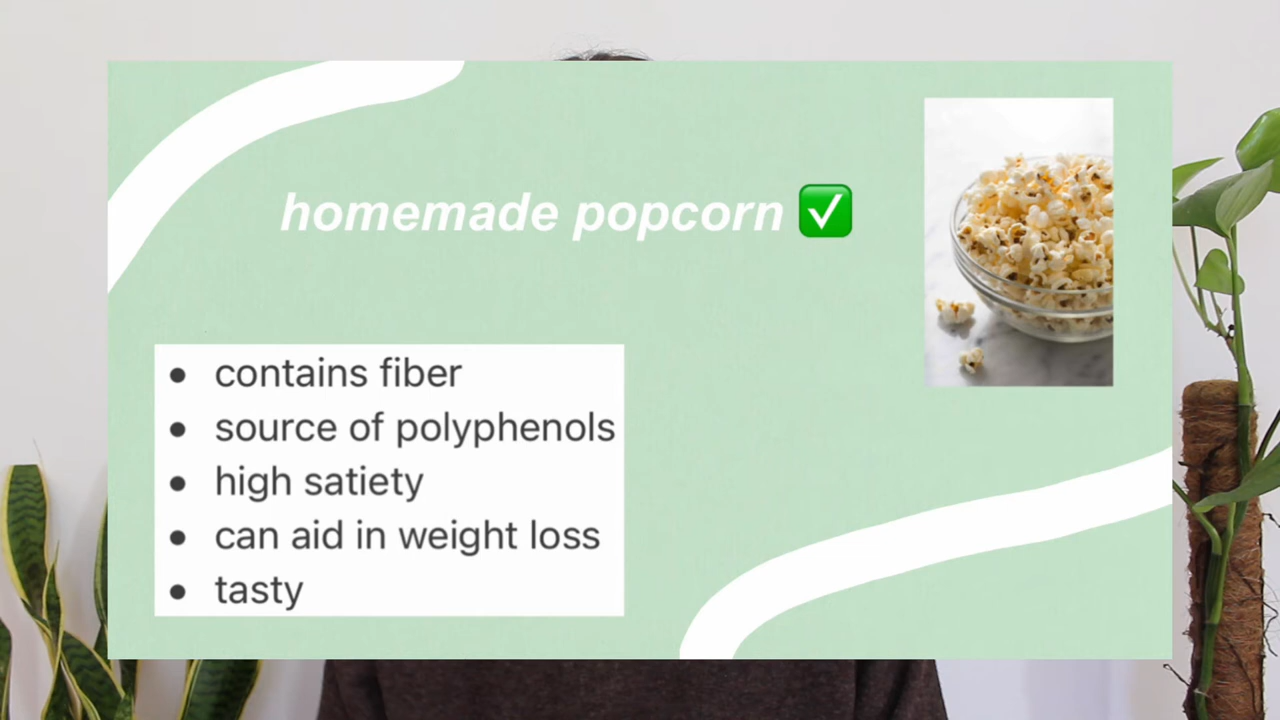 homemade popcorn ✅
• contains fiber
• source of polyphenols
• high satiety
• can aid in weight loss
• tasty